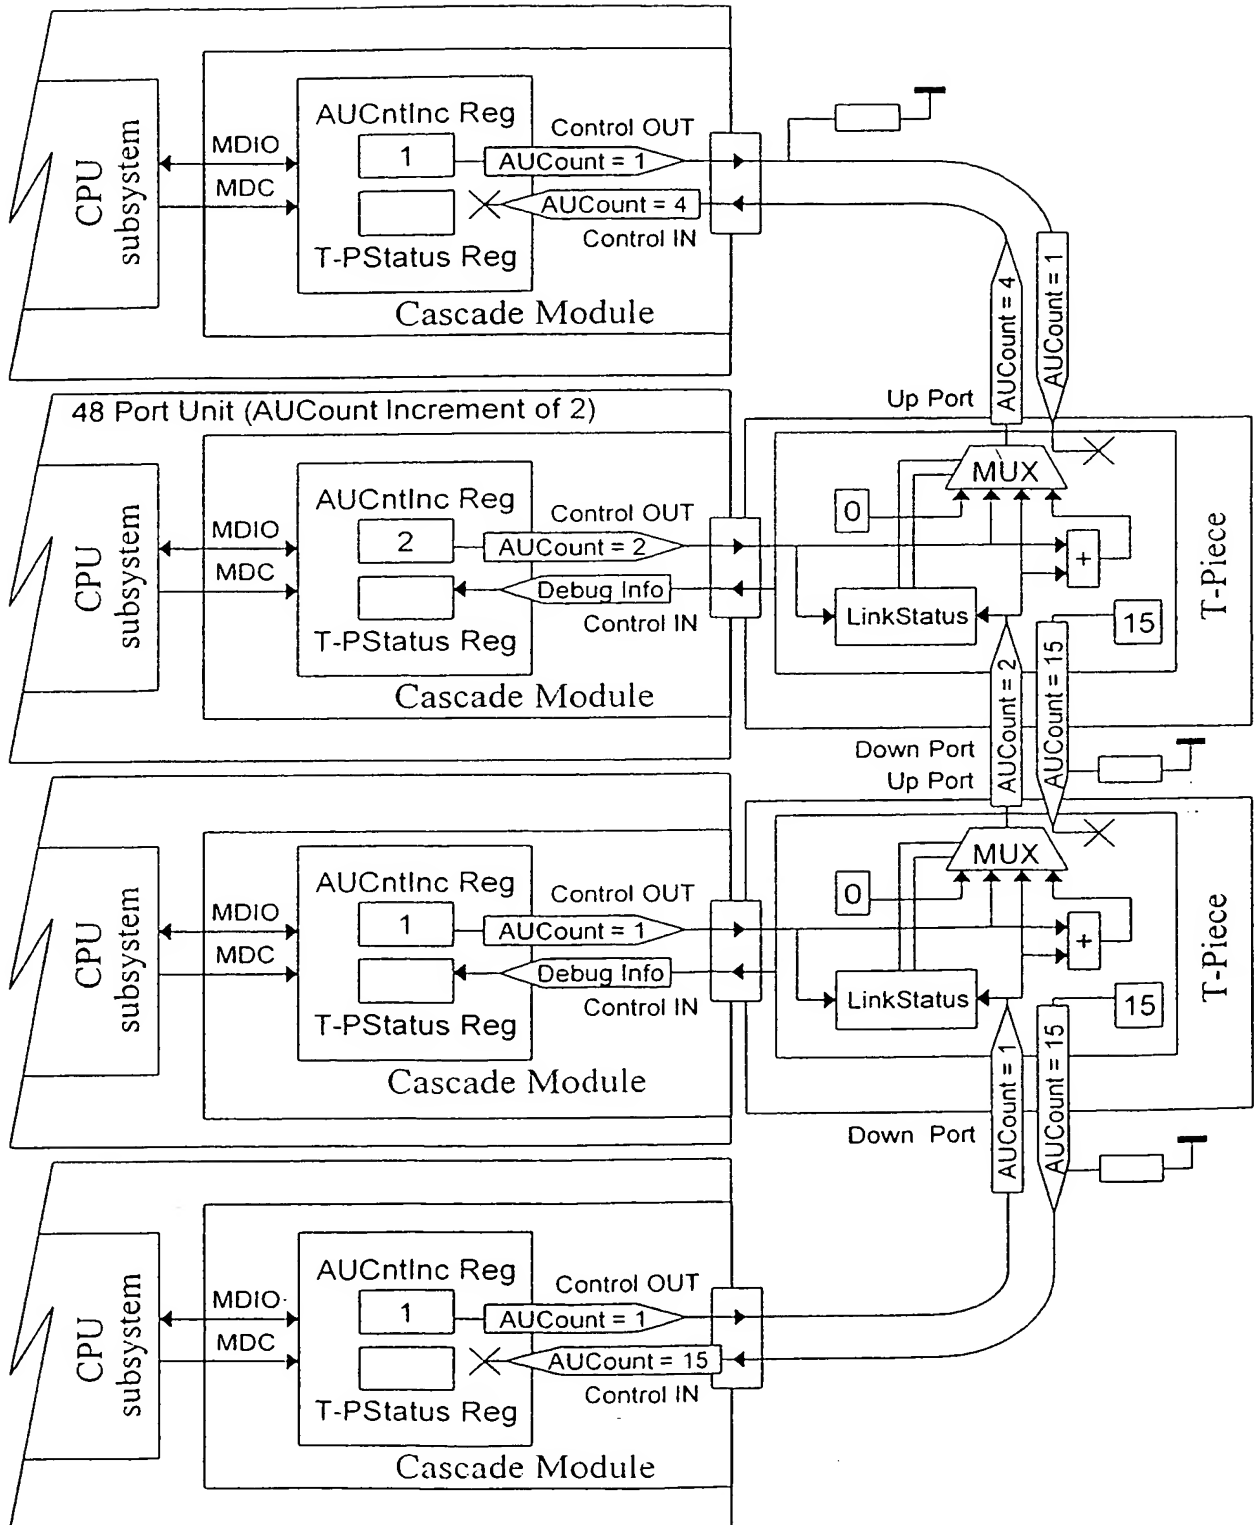 AUCntInc Reg
Control OUT
MDIO
1
AUCount = 1
CPU
subsystem
MDC
AUCount = 4
Control IN
T-PStatus Reg
Cascade Module
AUCount = 4
AUCount = 1
Up Port
48 Port Unit (AUCount Increment of 2)
MUX
AUCntInc Reg
Control OUT
0
MDIO
2
AUCount = 2
+
CPU
subsystem
MDC
Debug Info
LinkStatus
15
T-Piece
Control IN
T-PStatus Reg
Cascade Module
AUCount = 2
AUCount = 15
Down Port
Up Port
MUX
AUCntInc Reg
Control OUT
0
MDIO
1
AUCount = 1
+
CPU
subsystem
MDC
Debug Info
LinkStatus
15
T-Piece
Control IN
T-PStatus Reg
Cascade Module
AUCount = 1
AUCount = 15
Down Port
AUCntInc Reg
Control OUT
MDIO
1
AUCount = 1
CPU
subsystem
MDC
AUCount = 15
Control IN
T-PStatus Reg
Cascade Module